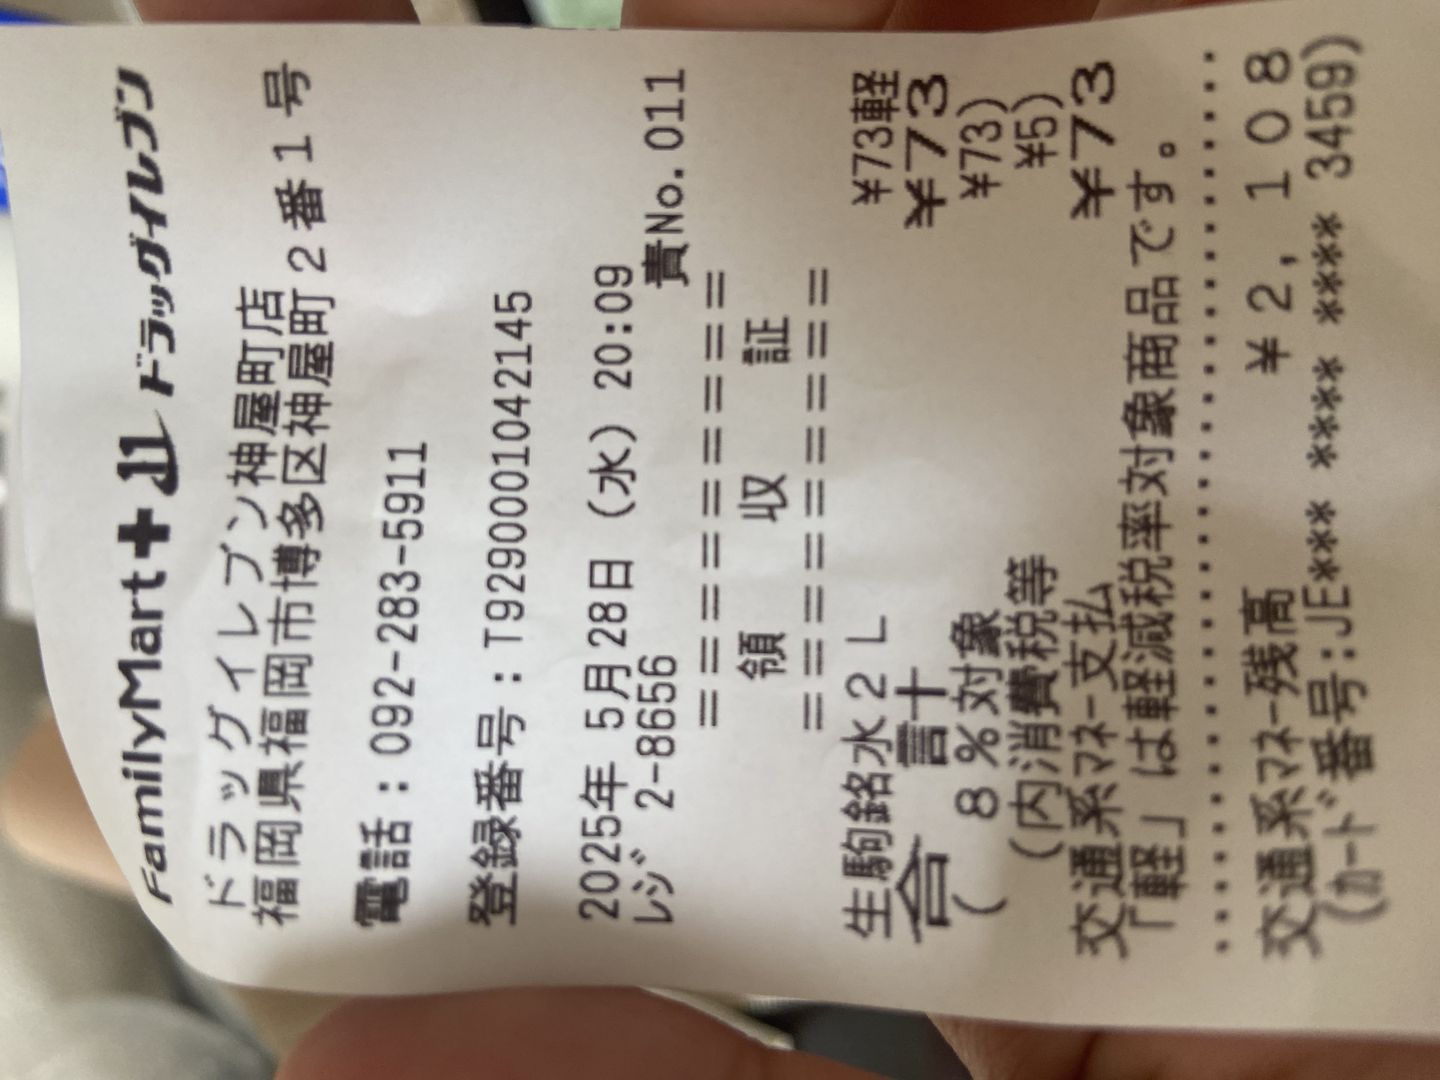 FamilyMart + ドラッグイレブン
ドラッグイレブン神屋町店
福岡県福岡市博多区神屋町2番1号
電話：092-283-5911
登録番号：T9290001042145
2025年 5月28日（水）20:09
レジ 2-8656 責No.011
====================
領 収 証
====================
生駒銘水２Ｌ ¥73軽
合 計 ¥73
( ８％対象 ¥73)
(内消費税等 ¥5)
交通系マネー支払 ¥73
「軽」は軽減税率対象商品です。
交通系マネー残高 ¥２，１０８
(カード番号:JE*** **** **** **** 3459)